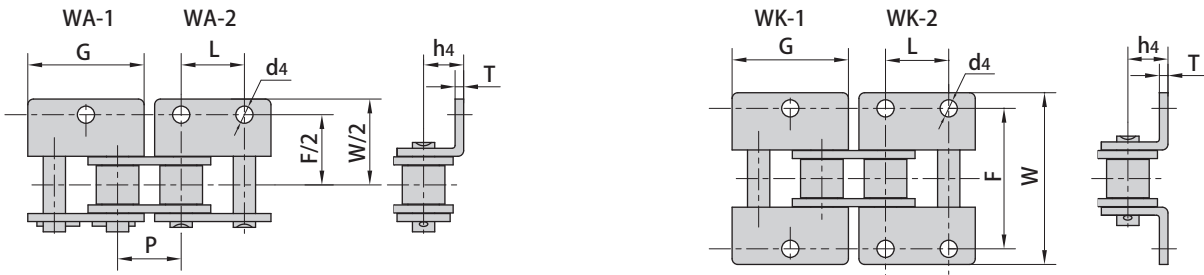 WA-1 WA-2
G L h4
d4 T
F/2 W/2
P
WK-1 WK-2
G L h4
d4 T
F W